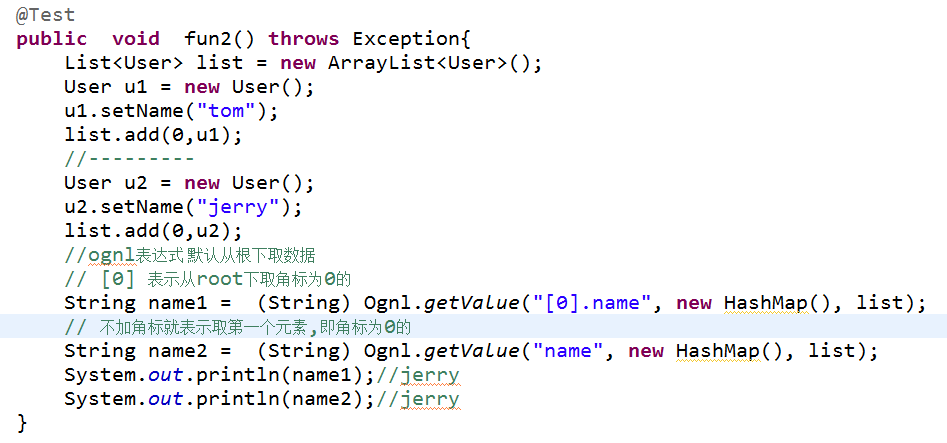 @Test
public  void  fun2() throws Exception{
    List<User> list = new ArrayList<User>();
    User u1 = new User();
    u1.setName("tom");
    list.add(0,u1);
    //---------
    User u2 = new User();
    u2.setName("jerry");
    list.add(0,u2);
    //ognl表达式 默认从根下取数据
    // [0] 表示从root下取角标为0的
    String name1 =  (String) Ognl.getValue("[0].name", new HashMap(), list);
    // 不加角标就表示取第一个元素,即角标为0的
    String name2 =  (String) Ognl.getValue("name", new HashMap(), list);
    System.out.println(name1);//jerry
    System.out.println(name2);//jerry
}